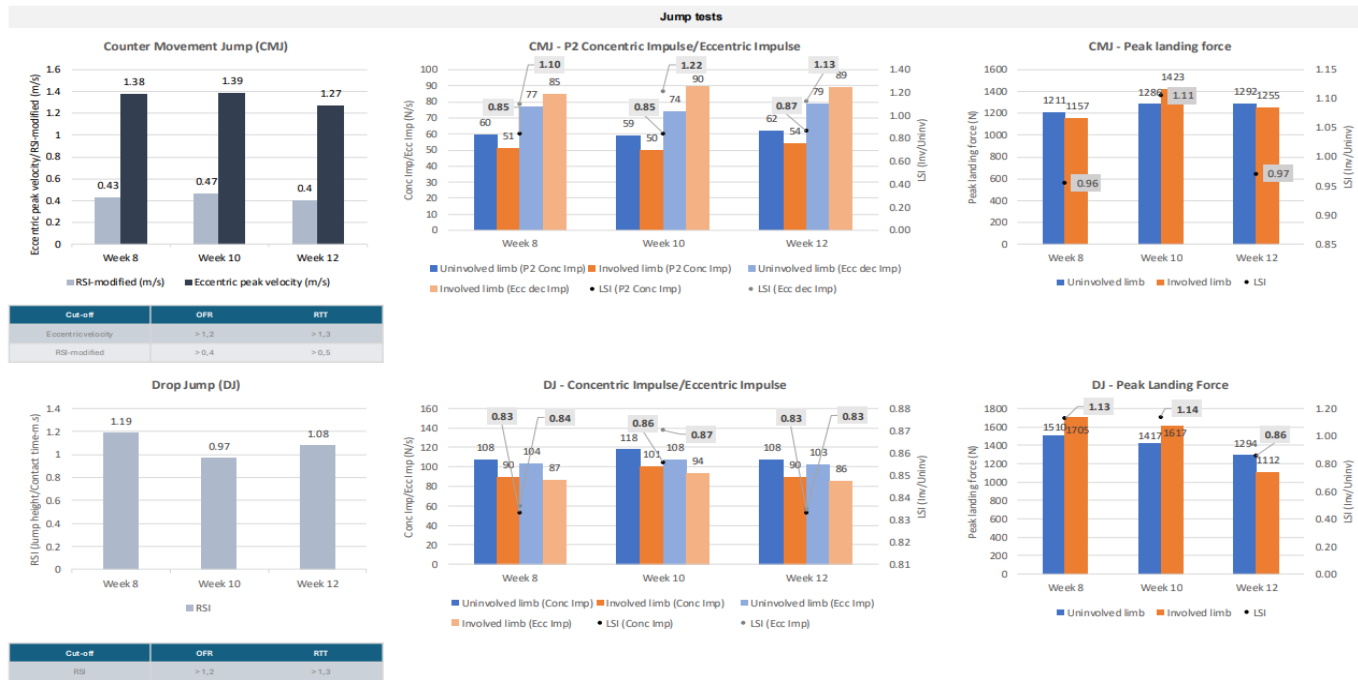 Jump tests
Counter Movement Jump (CMJ)
Eccentric peak velocity/RSI-modified (m/s)
1.6
1.4
1.2
1
0.8
0.6
0.4
0.2
0
0.43
1.38
0.47
1.39
0.4
1.27
Week 8
Week 10
Week 12
RSI-modified (m/s)
Eccentric peak velocity (m/s)
Cut-off OFR RTT
Eccentric velocity > 1,2 > 1,3
RSI-modified > 0,4 > 0,5
CMJ - P2 Concentric Impulse/Eccentric Impulse
Conc Imp/Ecc Imp (N/s)
100
90
80
70
60
50
40
30
20
10
0
60
51
77
85
0.85
1.10
59
50
74
90
0.85
1.22
62
54
79
89
0.87
1.13
1.40
1.20
1.00
0.80
0.60
0.40
0.20
0.00
LSI (Inv/Uninv)
Week 8
Week 10
Week 12
Uninvolved limb (P2 Conc Imp)
Involved limb (P2 Conc Imp)
Uninvolved limb (Ecc dec Imp)
Involved limb (Ecc dec Imp)
LSI (P2 Conc Imp)
LSI (Ecc dec Imp)
CMJ - Peak landing force
Peak landing force (N)
1600
1400
1200
1000
800
600
400
200
0
1211
1157
0.96
1286
1423
1.11
1292
1255
0.97
1.15
1.10
1.05
1.00
0.95
0.90
0.85
LSI (Inv/Uninv)
Week 8
Week 10
Week 12
Uninvolved limb
Involved limb
LSI
Drop Jump (DJ)
RSI (Jump height/Contact time-m.s)
1.4
1.2
1
0.8
0.6
0.4
0.2
0
1.19
0.97
1.08
Week 8
Week 10
Week 12
RSI
Cut-off OFR RTT
RSI > 1,2 > 1,3
DJ - Concentric Impulse/Eccentric Impulse
Conc Imp/Ecc Imp (N/s)
160
140
120
100
80
60
40
20
0
108
90
104
87
0.83
0.84
118
101
108
94
0.86
0.87
108
90
103
86
0.83
0.83
0.88
0.87
0.86
0.85
0.84
0.83
0.82
0.81
LSI (Inv/Uninv)
Week 8
Week 10
Week 12
Uninvolved limb (Conc Imp)
Involved limb (Conc Imp)
Uninvolved limb (Ecc Imp)
Involved limb (Ecc Imp)
LSI (Conc Imp)
LSI (Ecc Imp)
DJ - Peak Landing Force
Peak landing force (N)
1800
1600
1400
1200
1000
800
600
400
200
0
1510
1705
1.13
1417
1617
1.14
1294
1112
0.86
1.20
1.00
0.80
0.60
0.40
0.20
0.00
LSI (Inv/Uninv)
Week 8
Week 10
Week 12
Uninvolved limb
Involved limb
LSI